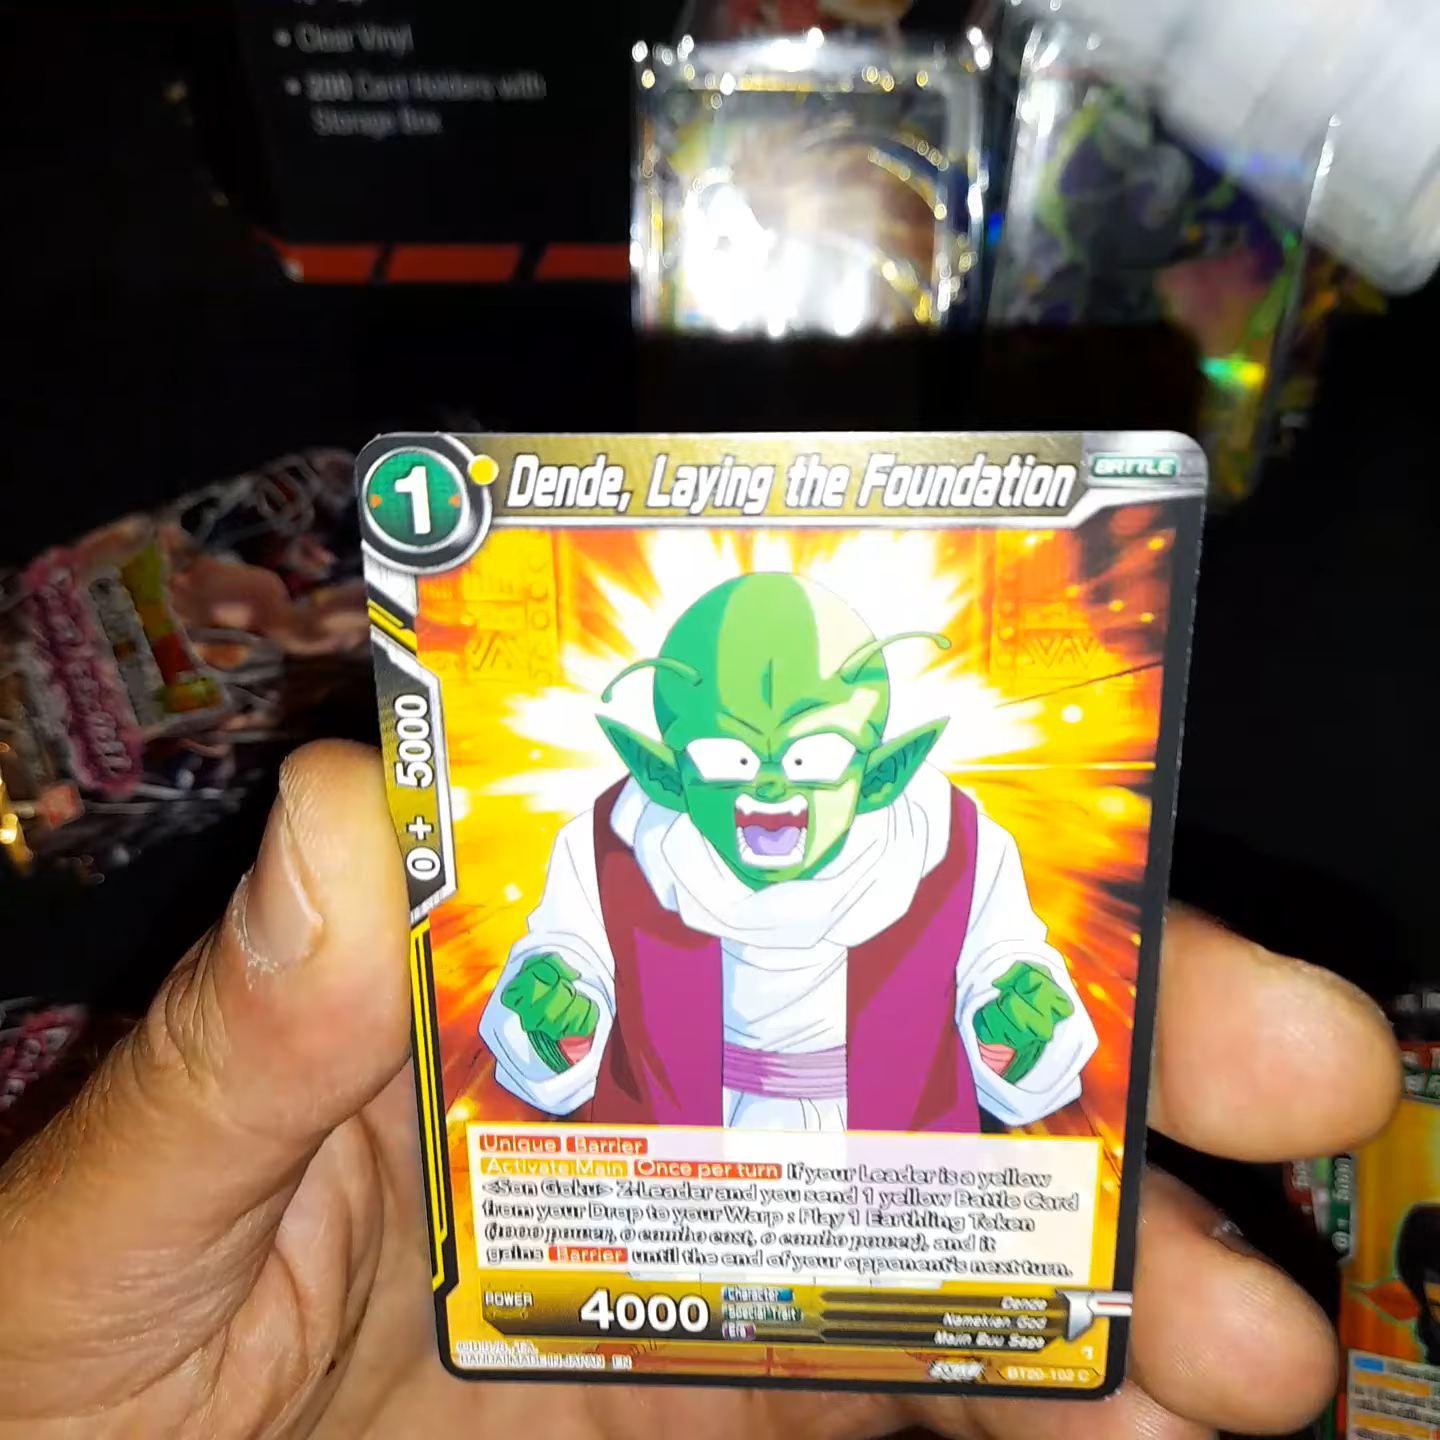 • Clear Vinyl
• 200 Card Holders with
Storage Box
1
Dende, Laying the Foundation
BATTLE
0 + 5000
Unique Barrier
Activate Main Once per turn If your Leader is a yellow
<Son Goku> Z-Leader and you send 1 yellow Battle Card
from your Drop to your Warp : Play 1 Earthling Token
(1000 power, 0 combo cost, 0 combo power), and it
gains Barrier until the end of your opponent's next turn.
POWER 4000
Character Dende
Special Trait Namekian, God
Era Majin Buu Saga
BANDAI MADE IN JAPAN EN
BT20-102 C